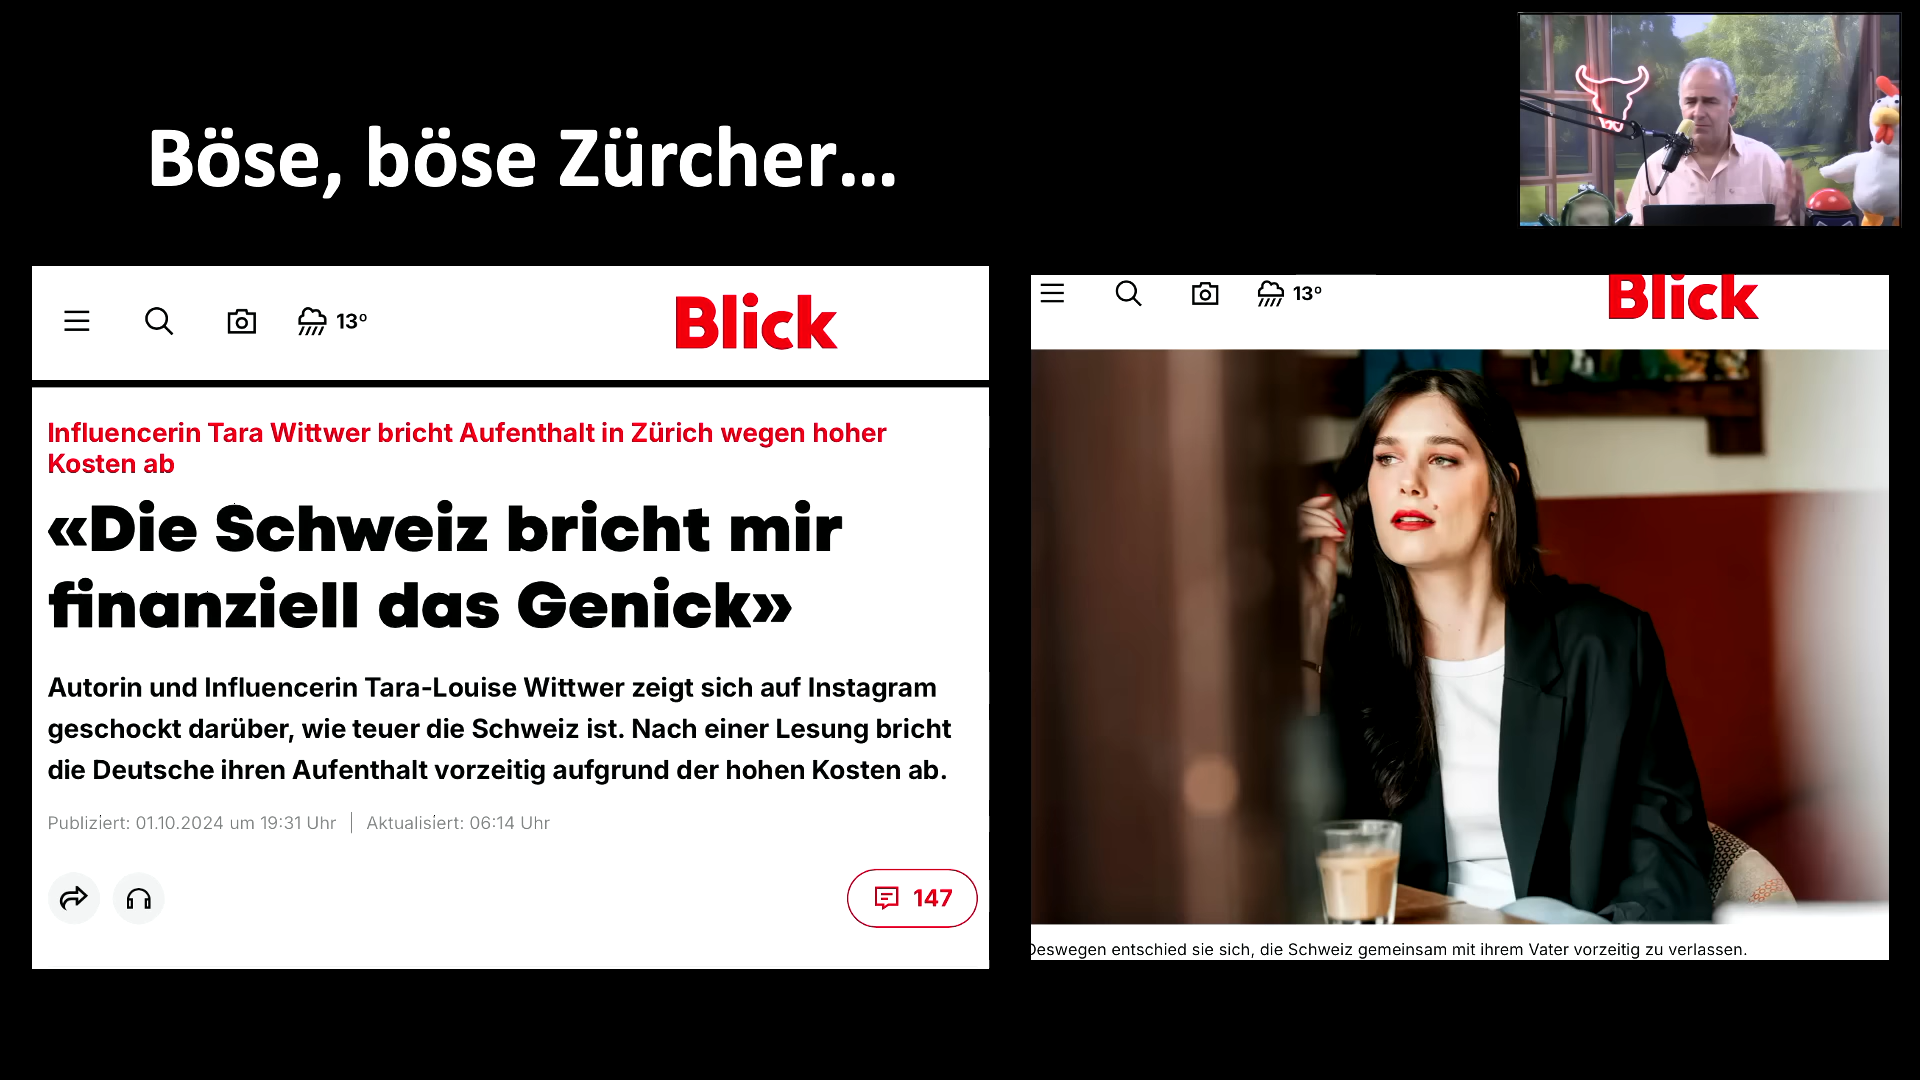 Böse, böse Zürcher...
13°
Blick
Influencerin Tara Wittwer bricht Aufenthalt in Zürich wegen hoher
Kosten ab
«Die Schweiz bricht mir
finanziell das Genick»
Autorin und Influencerin Tara-Louise Wittwer zeigt sich auf Instagram
geschockt darüber, wie teuer die Schweiz ist. Nach einer Lesung bricht
die Deutsche ihren Aufenthalt vorzeitig aufgrund der hohen Kosten ab.
Publiziert: 01.10.2024 um 19:31 Uhr | Aktualisiert: 06:14 Uhr
147
13°
Blick
Deswegen entschied sie sich, die Schweiz gemeinsam mit ihrem Vater vorzeitig zu verlassen.